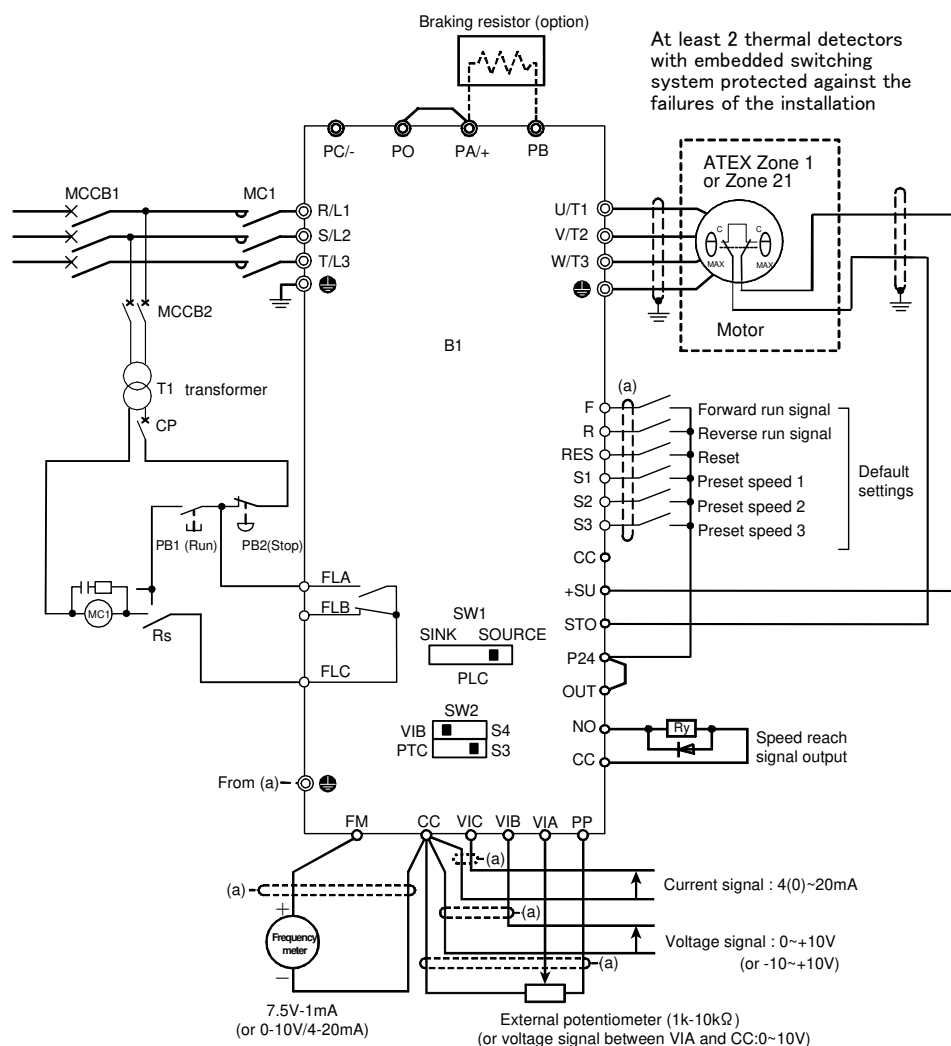 Braking resistor (option)
At least 2 thermal detectors
with embedded switching
system protected against the
failures of the installation
PC/-
PO
PA/+
PB
ATEX Zone 1
or Zone 21
MCCB1
MC1
R/L1
S/L2
T/L3
U/T1
V/T2
W/T3
C
C
MAX
MAX
Motor
MCCB2
B1
T1 transformer
CP
(a)
F
Forward run signal
R
Reverse run signal
RES
Reset
S1
Preset speed 1
S2
Preset speed 2
S3
Preset speed 3
Default
settings
CC
PB1 (Run)
PB2(Stop)
FLA
FLB
FLC
MC1
Rs
+SU
STO
P24
OUT
SW1
SINK SOURCE
PLC
SW2
VIB
S4
PTC
S3
NO
Ry
CC
Speed reach
signal output
From (a)
FM
CC
VIC
VIB
VIA
PP
(a)
(a)
Current signal : 4(0)~20mA
(a)
Voltage signal : 0~+10V
(or -10~+10V)
(a)
+
Frequency
meter
−
7.5V-1mA
(or 0-10V/4-20mA)
External potentiometer (1k-10kΩ)
(or voltage signal between VIA and CC:0~10V)